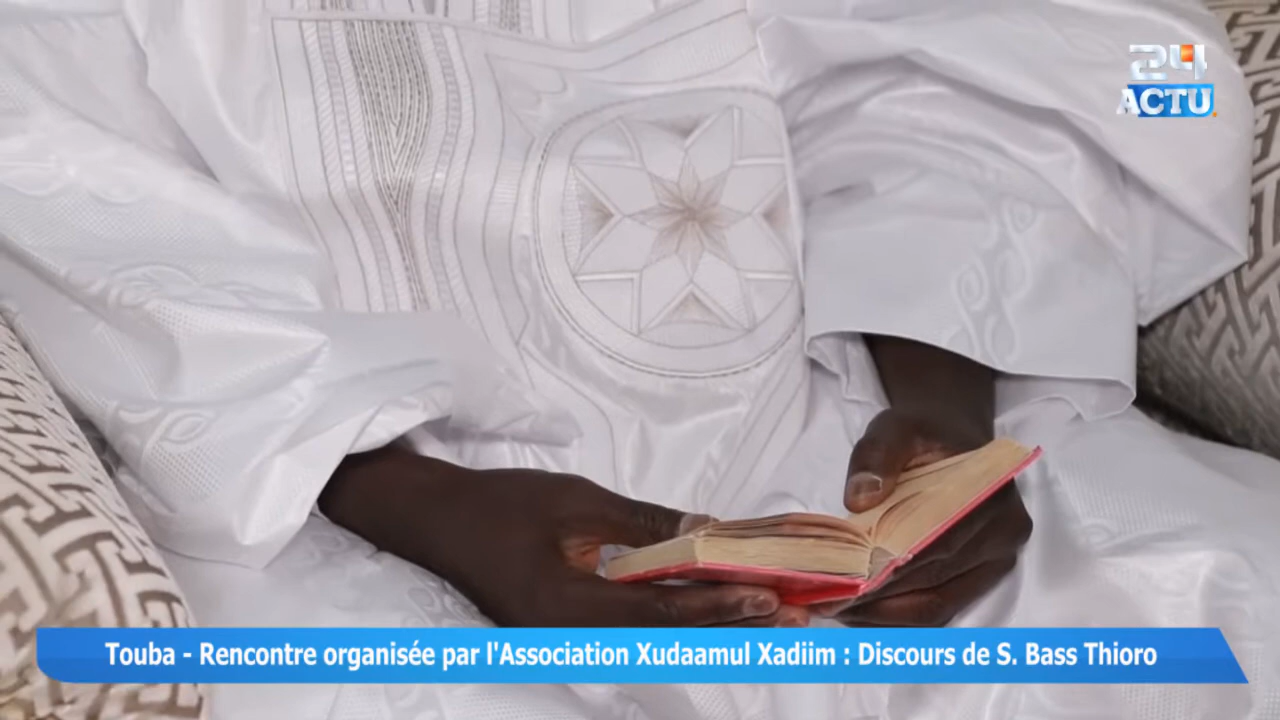 24
ACTU
Touba - Rencontre organisée par l'Association Xudaamul Xadiim : Discours de S. Bass Thioro